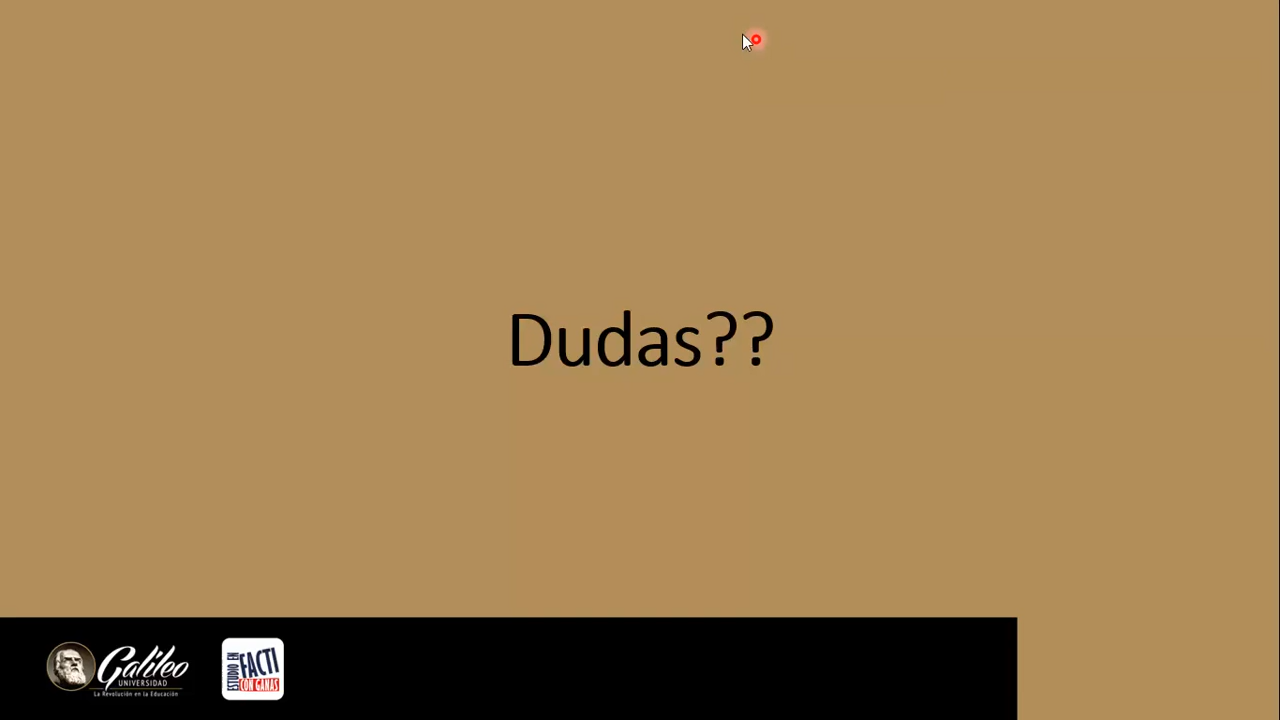 Dudas??
Galileo
UNIVERSIDAD
La Revolución en la Educación
ESTUDIO EN
FACTI
CON GANAS